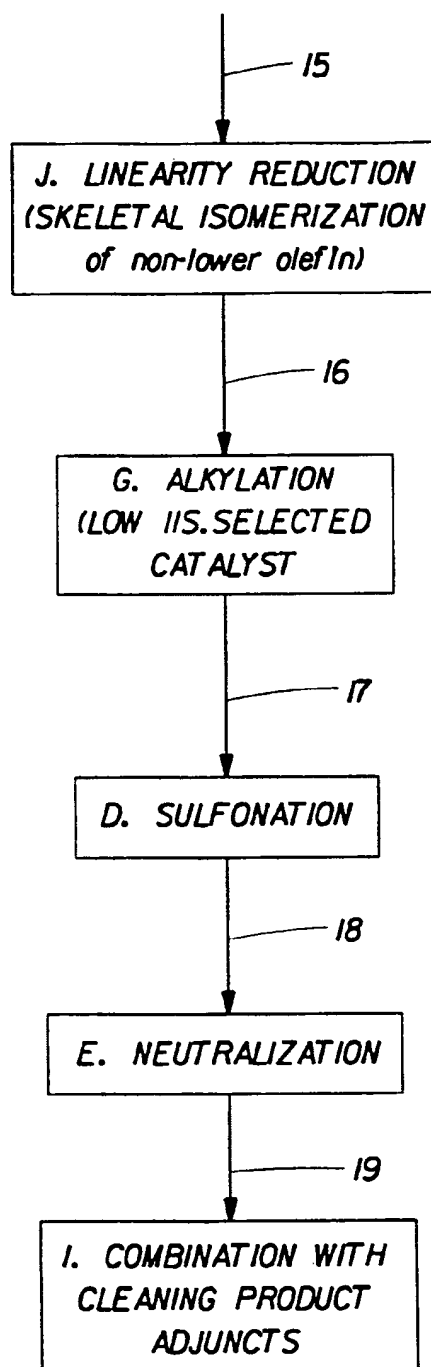 15
J. LINEARITY REDUCTION
(SKELETAL ISOMERIZATION
of non-lower olefin)
16
G. ALKYLATION
(LOW IIS.SELECTED
CATALYST
17
D. SULFONATION
18
E. NEUTRALIZATION
19
I. COMBINATION WITH
CLEANING PRODUCT
ADJUNCTS